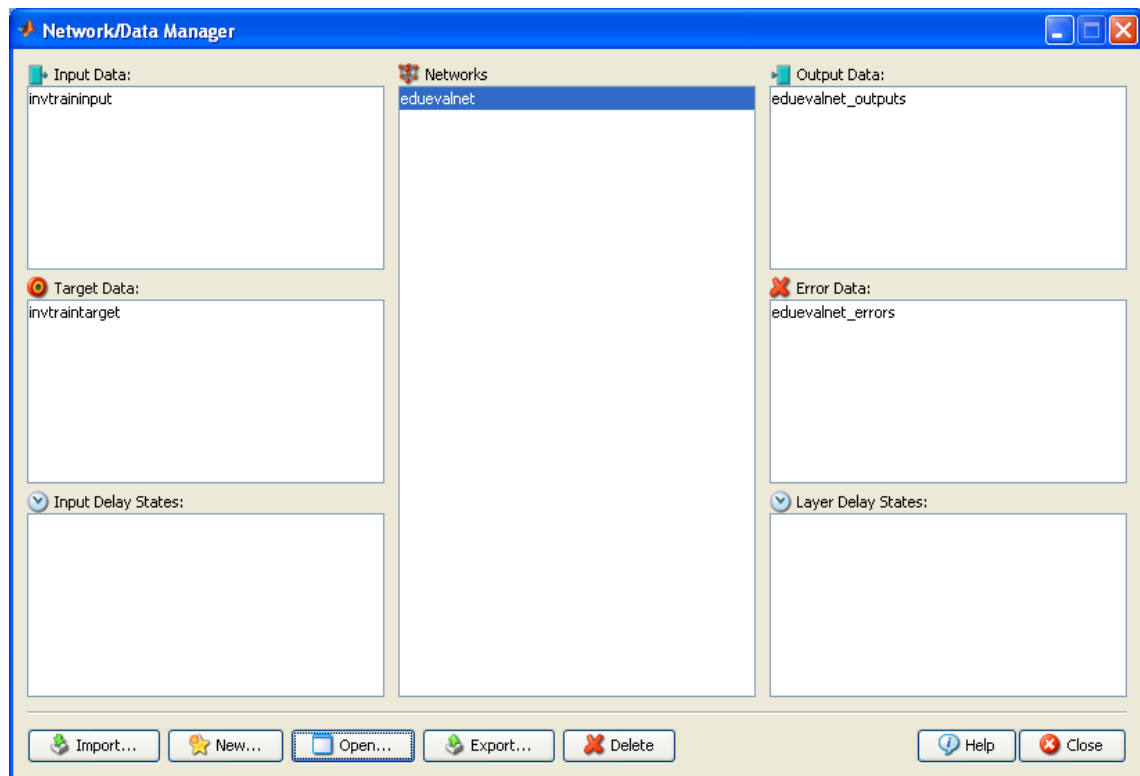 Network/Data Manager
Input Data:
invtraininput
Networks
eduevalnet
Output Data:
eduevalnet_outputs
Target Data:
invtraintarget
Error Data:
eduevalnet_errors
Input Delay States:
Layer Delay States:
Import...
New...
Open...
Export...
Delete
Help
Close